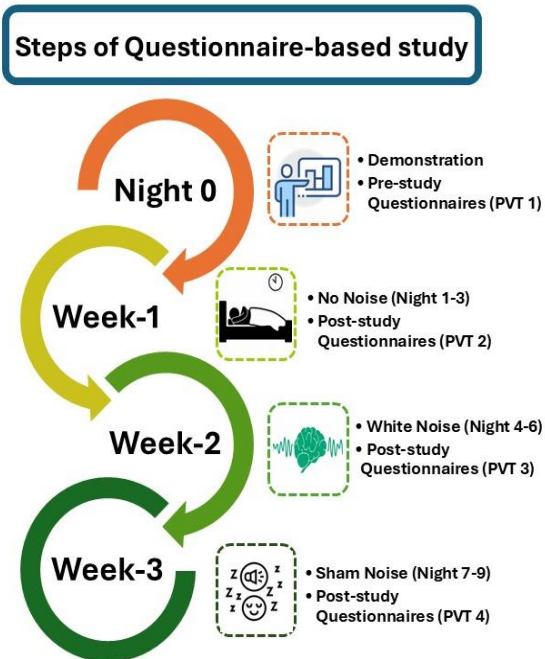 Steps of Questionnaire-based study
Night 0
• Demonstration
• Pre-study
Questionnaires (PVT 1)
Week-1
• No Noise (Night 1-3)
• Post-study
Questionnaires (PVT 2)
Week-2
• White Noise (Night 4-6)
• Post-study
Questionnaires (PVT 3)
Week-3
• Sham Noise (Night 7-9)
• Post-study
Questionnaires (PVT 4)
z
z
Z
z
Z
z
z
Z